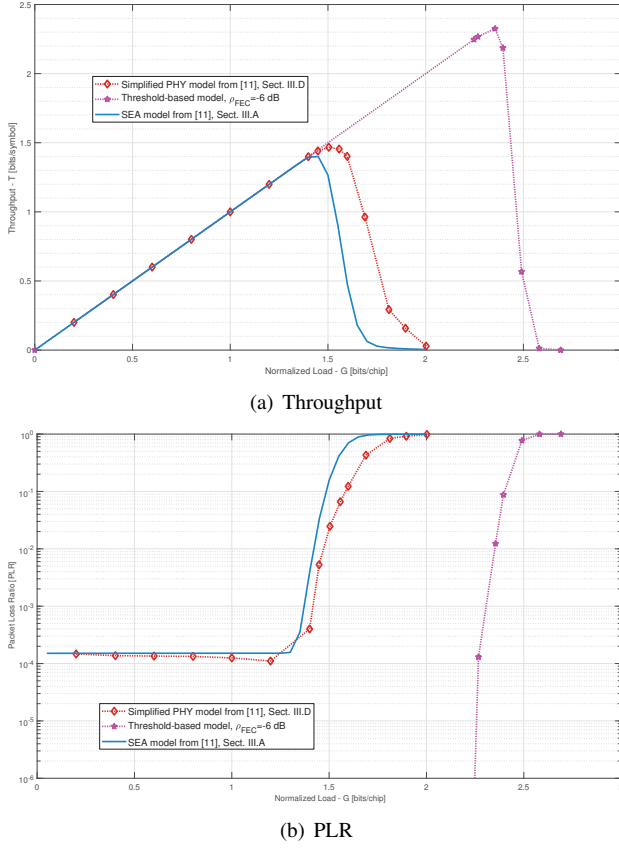 2.5
2
1.5
1
0.5
0
Throughput - T [bits/symbol]
Simplified PHY model from [11], Sect. III.D
Threshold-based model, ρFEC=-6 dB
SEA model from [11], Sect. III.A
0 0.5 1 1.5 2 2.5
Normalized Load - G [bits/chip]
(a) Throughput
10^0
10^-1
10^-2
10^-3
10^-4
10^-5
10^-6
Packet Loss Ratio [PLR]
Simplified PHY model from [11], Sect. III.D
Threshold-based model, ρFEC=-6 dB
SEA model from [11], Sect. III.A
0 0.5 1 1.5 2 2.5
Normalized Load - G [bits/chip]
(b) PLR